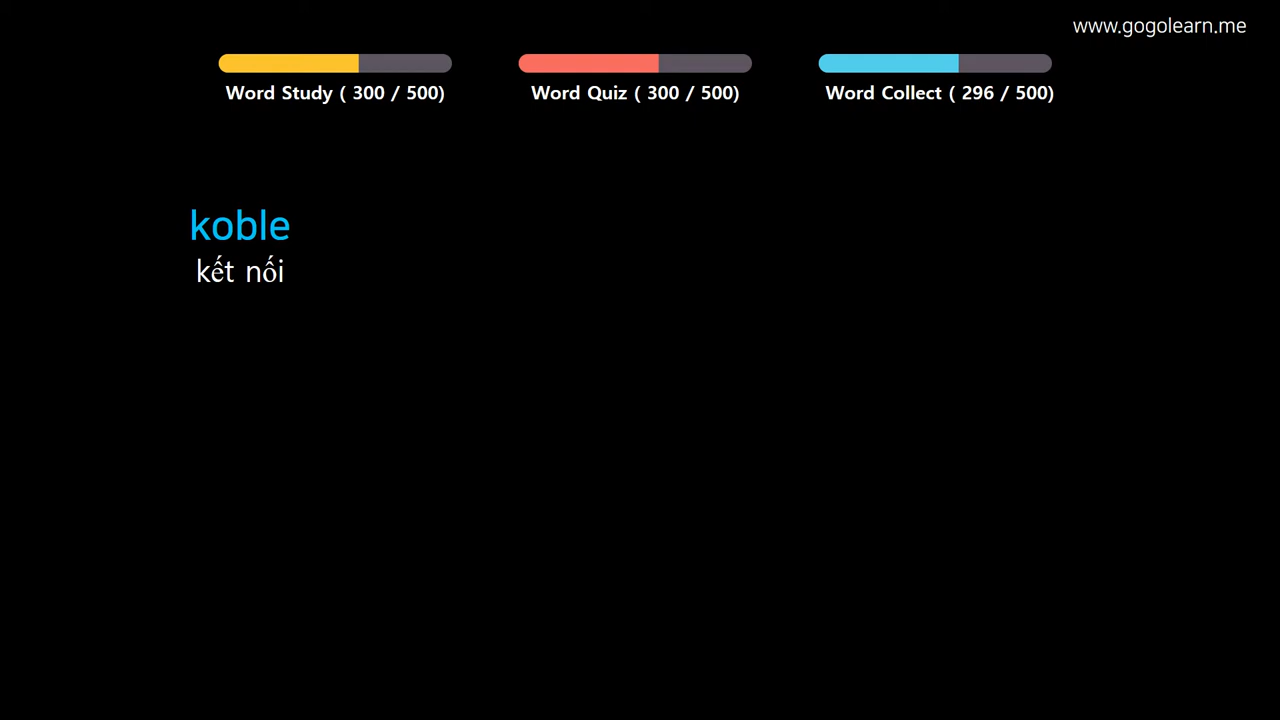 www.gogolearn.me
Word Study ( 300 / 500)
Word Quiz ( 300 / 500)
Word Collect ( 296 / 500)
koble
kết nối